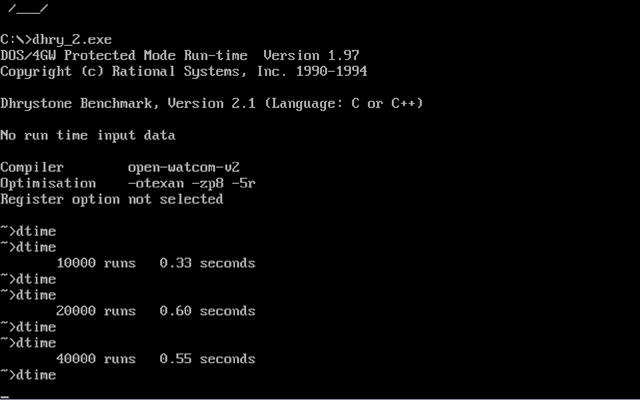 /___/
C:\>dhry_2.exe
DOS/4GW Protected Mode Run-time  Version 1.97
Copyright (c) Rational Systems, Inc. 1990-1994
Dhrystone Benchmark, Version 2.1 (Language: C or C++)
No run time input data
Compiler        open-watcom-v2
Optimisation    -otexan -zp8 -5r
Register option not selected
~>dtime
~>dtime
       10000 runs   0.33 seconds
~>dtime
~>dtime
       20000 runs   0.60 seconds
~>dtime
~>dtime
       40000 runs   0.55 seconds
~>dtime
_